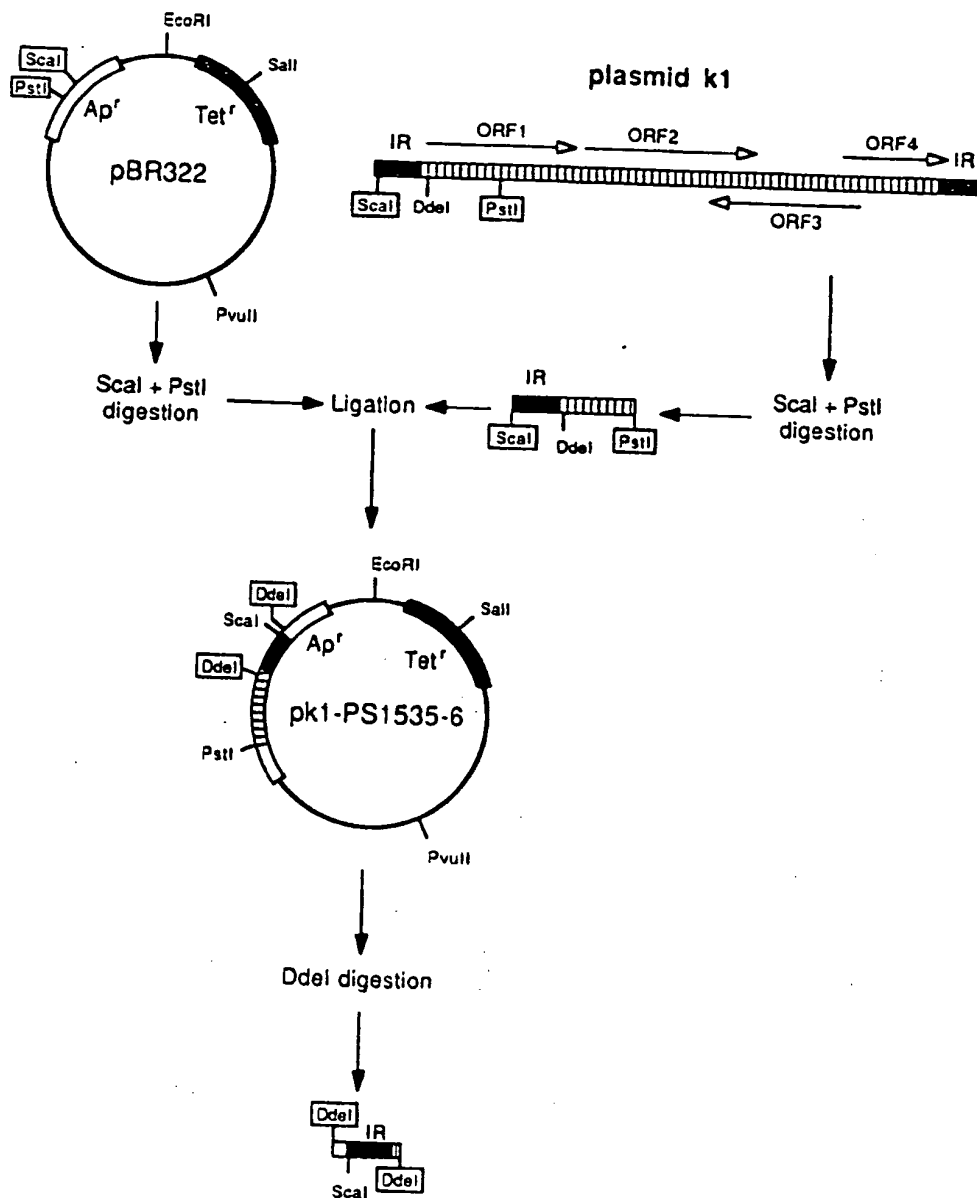 EcoRI
ScaI
PstI
SalI
Apʳ
Tetʳ
pBR322
PvuII
plasmid k1
IR
ORF1
ORF2
ORF4
IR
ScaI
DdeI
PstI
ORF3
ScaI + PstI
digestion
Ligation
IR
ScaI
DdeI
PstI
ScaI + PstI
digestion
EcoRI
DdeI
ScaI
SalI
Apʳ
Tetʳ
DdeI
pk1-PS1535-6
PstI
PvuII
DdeI digestion
DdeI
IR
ScaI
DdeI